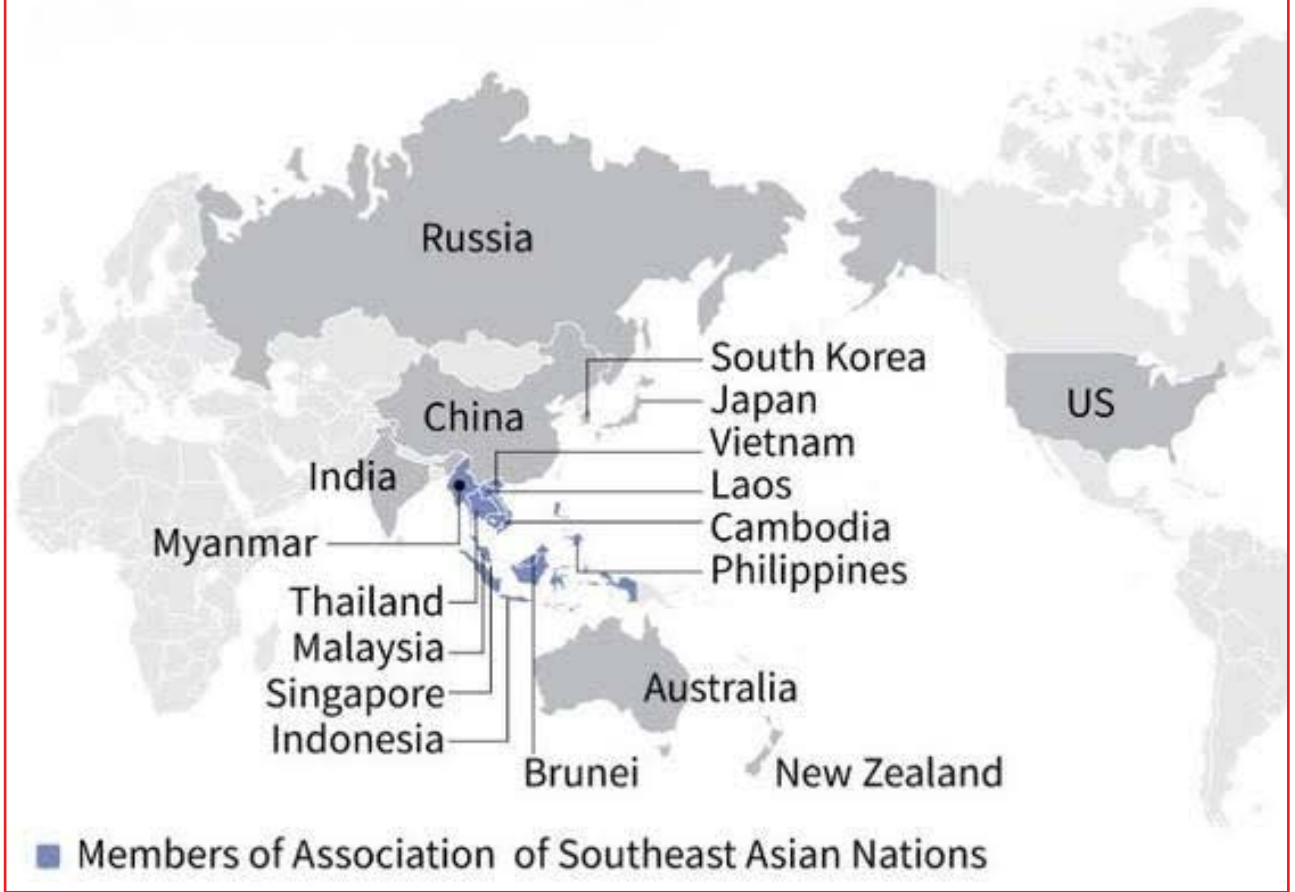 Russia
South Korea
Japan
China
US
Vietnam
India
Laos
Cambodia
Myanmar
Philippines
Thailand
Malaysia
Singapore
Australia
Indonesia
Brunei
New Zealand
Members of Association of Southeast Asian Nations